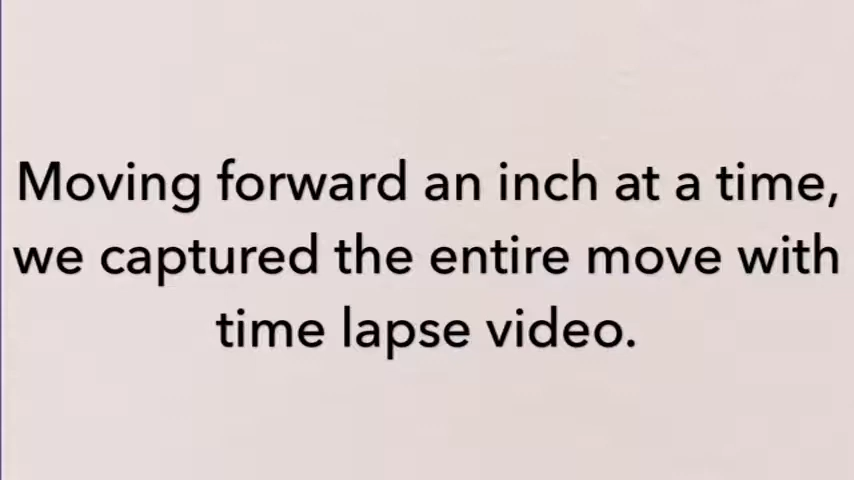 Moving forward an inch at a time,
we captured the entire move with
time lapse video.